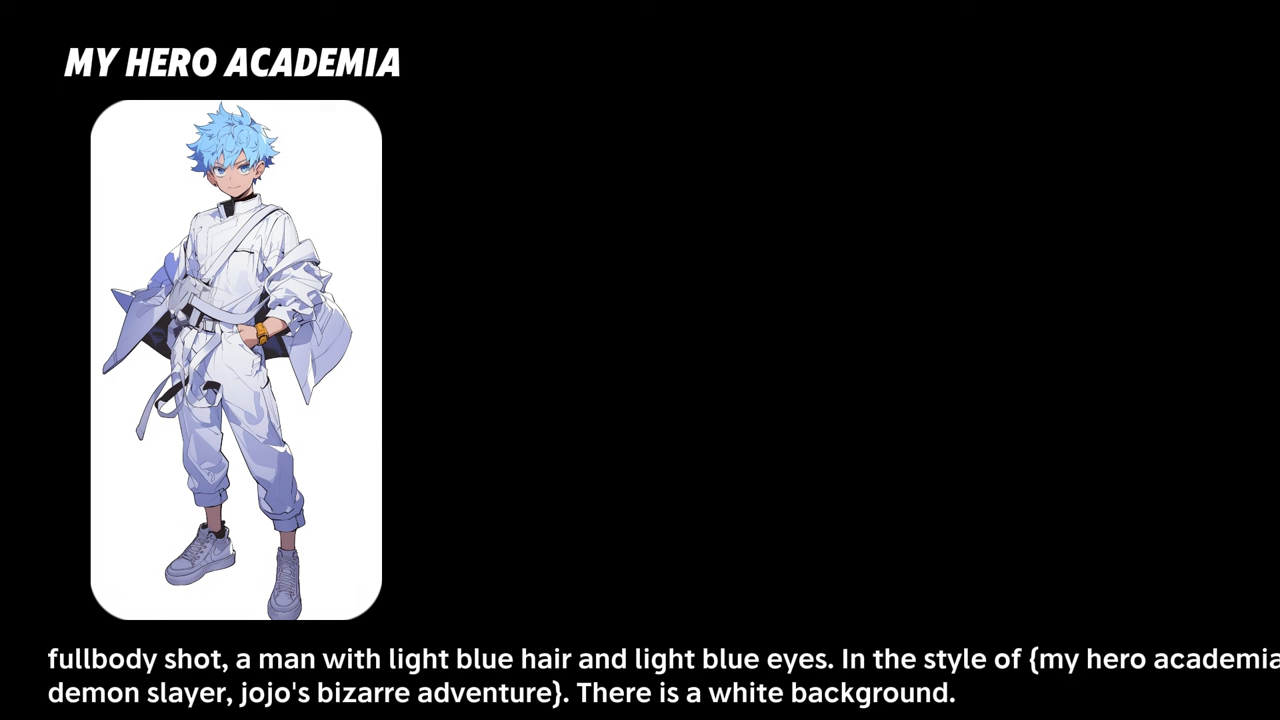 MY HERO ACADEMIA
fullbody shot, a man with light blue hair and light blue eyes. In the style of {my hero academia
demon slayer, jojo's bizarre adventure}. There is a white background.